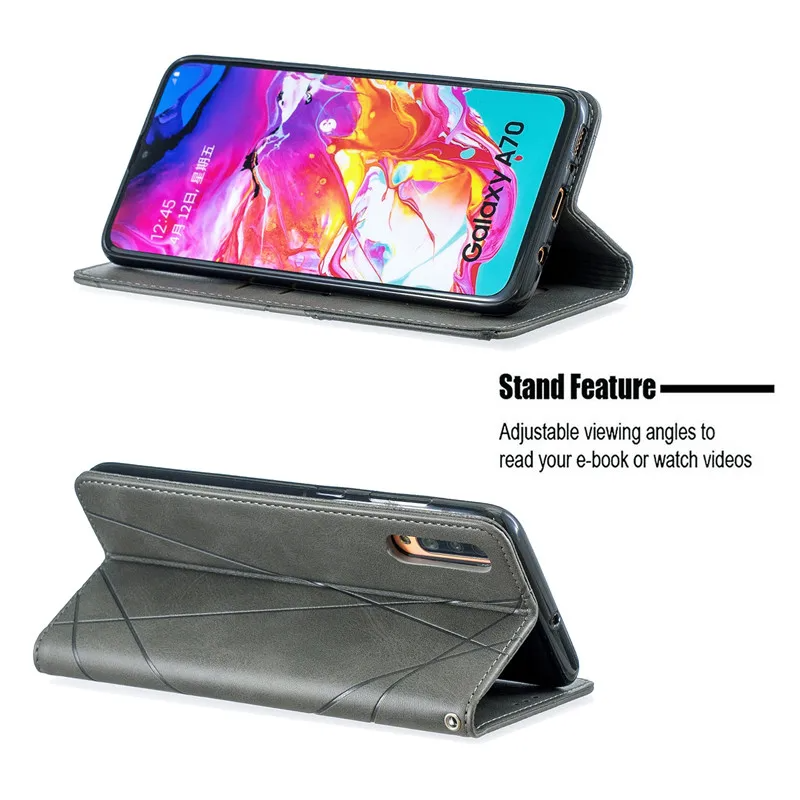 12:45
4月12日, 星期五
Galaxy A70
Stand Feature
Adjustable viewing angles to
read your e-book or watch videos